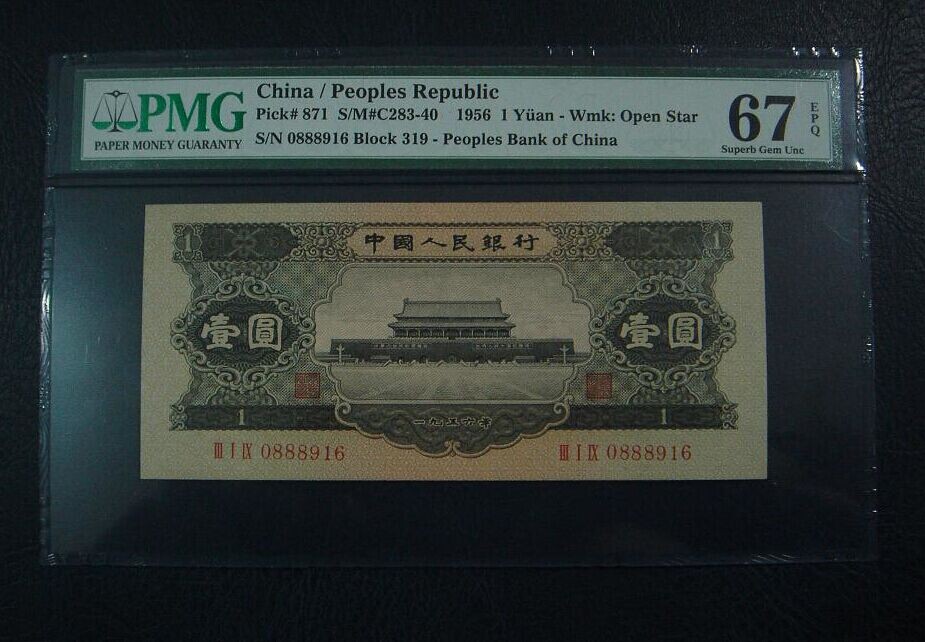 PMG
PAPER MONEY GUARANTY
China / Peoples Republic
Pick# 871 S/M#C283-40 1956 1 Yüan - Wmk: Open Star
S/N 0888916 Block 319 - Peoples Bank of China
67 EPQ
Superb Gem Unc
1 1
中國人民銀行
壹圓 壹圓
1 1
一九五六年
III I IX 0888916 III I IX 0888916